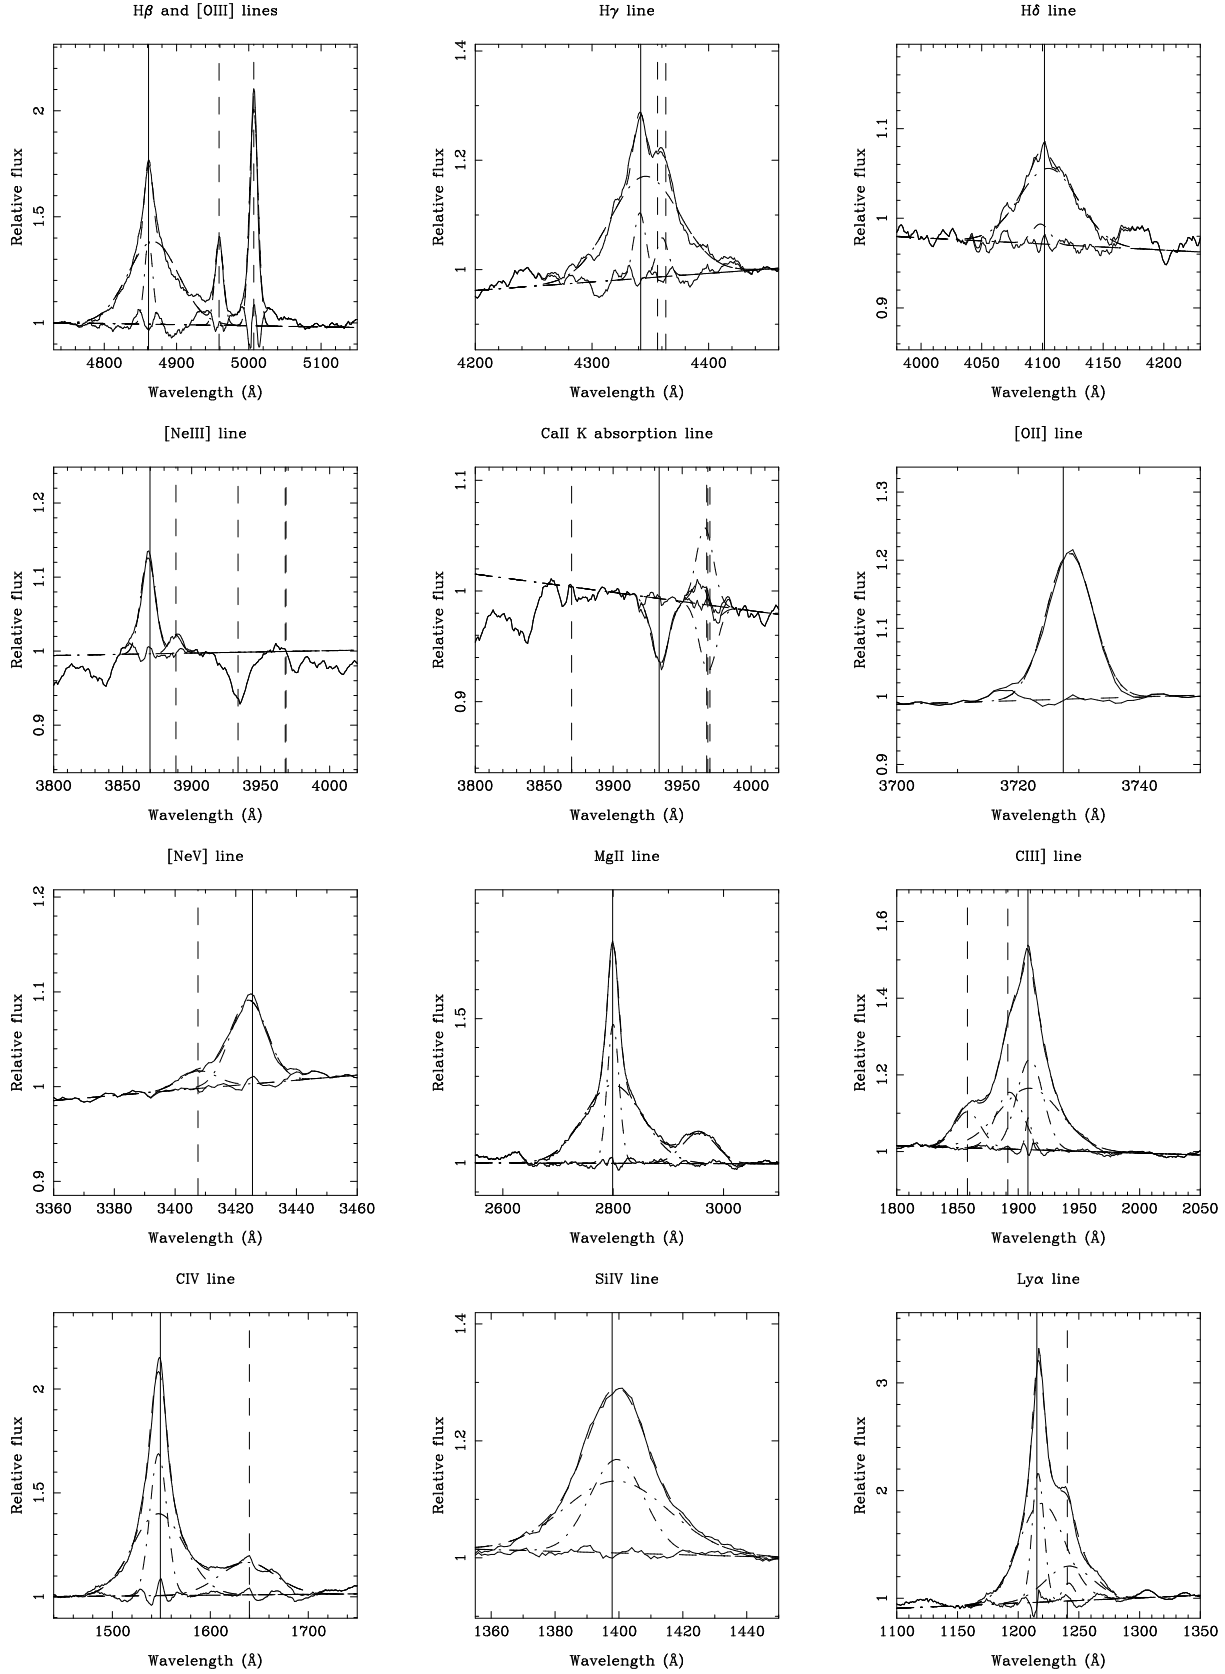 Hβ and [OIII] lines
Relative flux
1 1.5 2
4800 4900 5000 5100
Wavelength (Å)
Hγ line
Relative flux
1 1.2 1.4
4200 4300 4400
Wavelength (Å)
Hδ line
Relative flux
0.9 1 1.1
4000 4050 4100 4150 4200
Wavelength (Å)
[NeIII] line
Relative flux
0.9 1 1.1 1.2
3800 3850 3900 3950 4000
Wavelength (Å)
CaII K absorption line
Relative flux
0.9 1 1.1
3800 3850 3900 3950 4000
Wavelength (Å)
[OII] line
Relative flux
0.9 1 1.1 1.2 1.3
3700 3720 3740
Wavelength (Å)
[NeV] line
Relative flux
0.9 1 1.1 1.2
3360 3380 3400 3420 3440 3460
Wavelength (Å)
MgII line
Relative flux
1 1.5
2600 2800 3000
Wavelength (Å)
CIII] line
Relative flux
1 1.2 1.4 1.6
1800 1850 1900 1950 2000 2050
Wavelength (Å)
CIV line
Relative flux
1 1.5 2
1500 1600 1700
Wavelength (Å)
SiIV line
Relative flux
1 1.2 1.4
1360 1380 1400 1420 1440
Wavelength (Å)
Lyα line
Relative flux
1 2 3
1100 1150 1200 1250 1300 1350
Wavelength (Å)